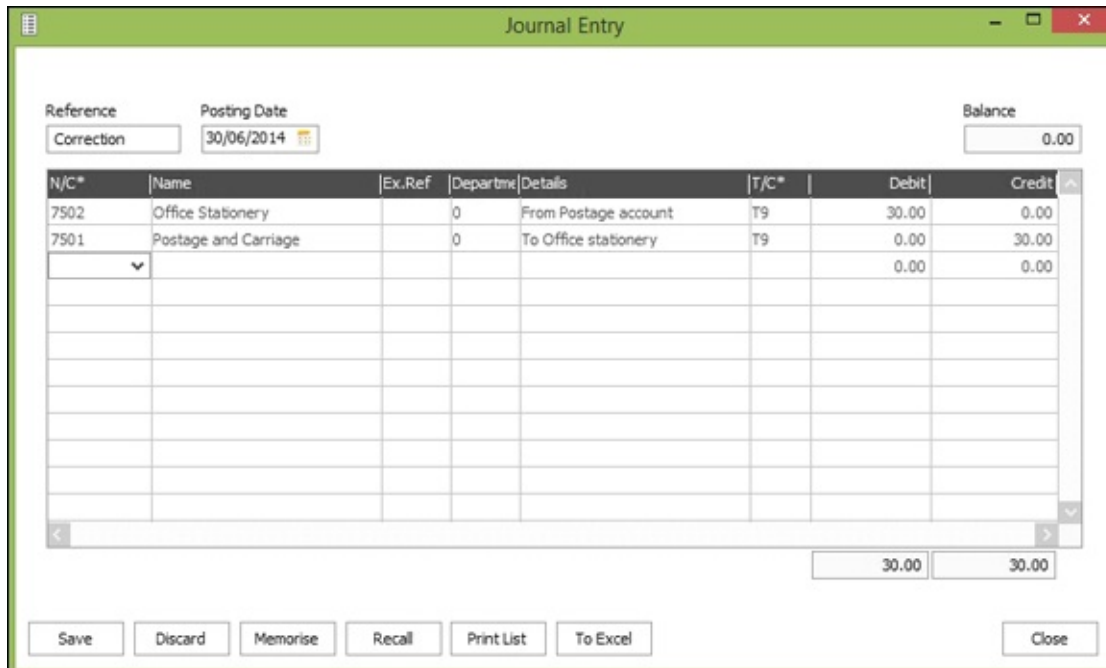 Journal Entry
Reference Posting Date Balance
Correction 30/06/2014 0.00
N/C* Name Ex.Ref Departme Details T/C* Debit Credit
7502 Office Stationery 0 From Postage account T9 30.00 0.00
7501 Postage and Carriage 0 To Office stationery T9 0.00 30.00
0.00 0.00
30.00 30.00
Save Discard Memorise Recall Print List To Excel Close